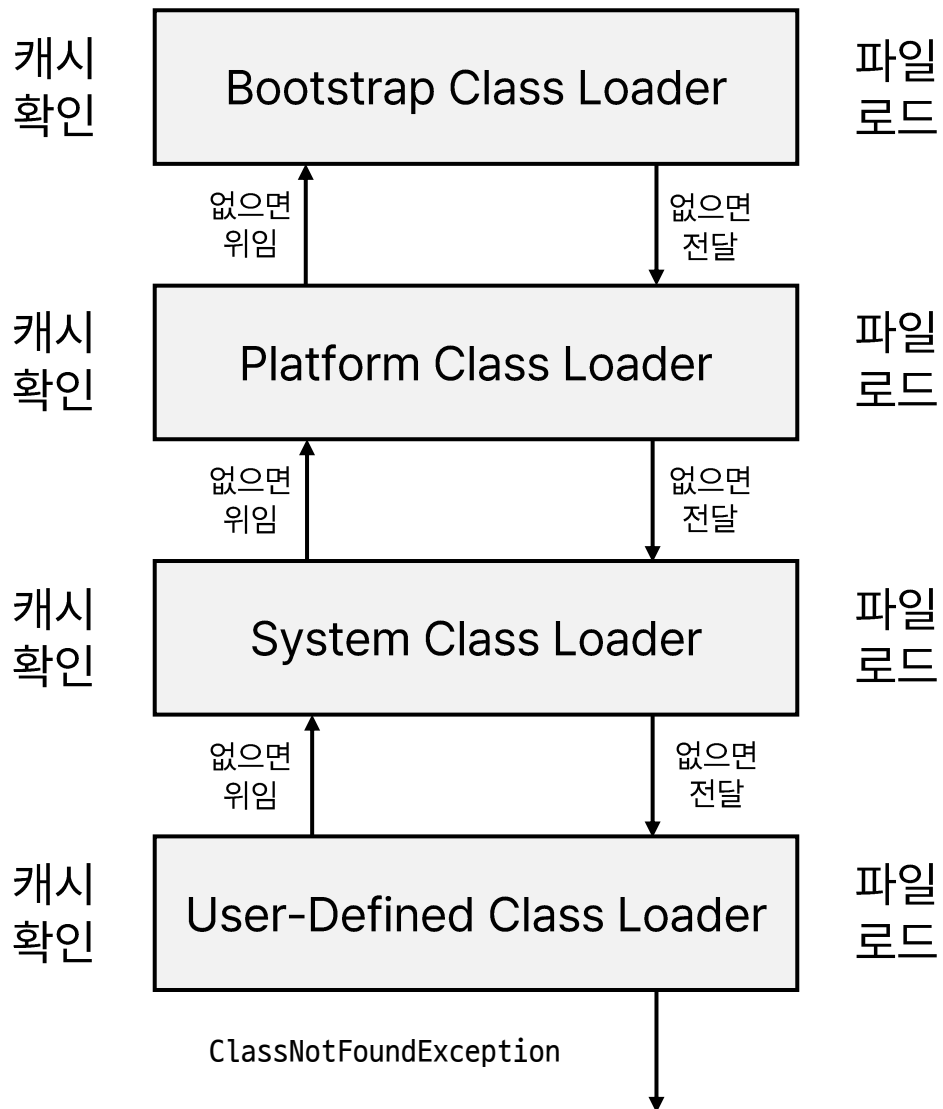 캐시
확인
Bootstrap Class Loader
파일
로드
없으면
위임
없으면
전달
캐시
확인
Platform Class Loader
파일
로드
없으면
위임
없으면
전달
캐시
확인
System Class Loader
파일
로드
없으면
위임
없으면
전달
캐시
확인
User-Defined Class Loader
파일
로드
ClassNotFoundException